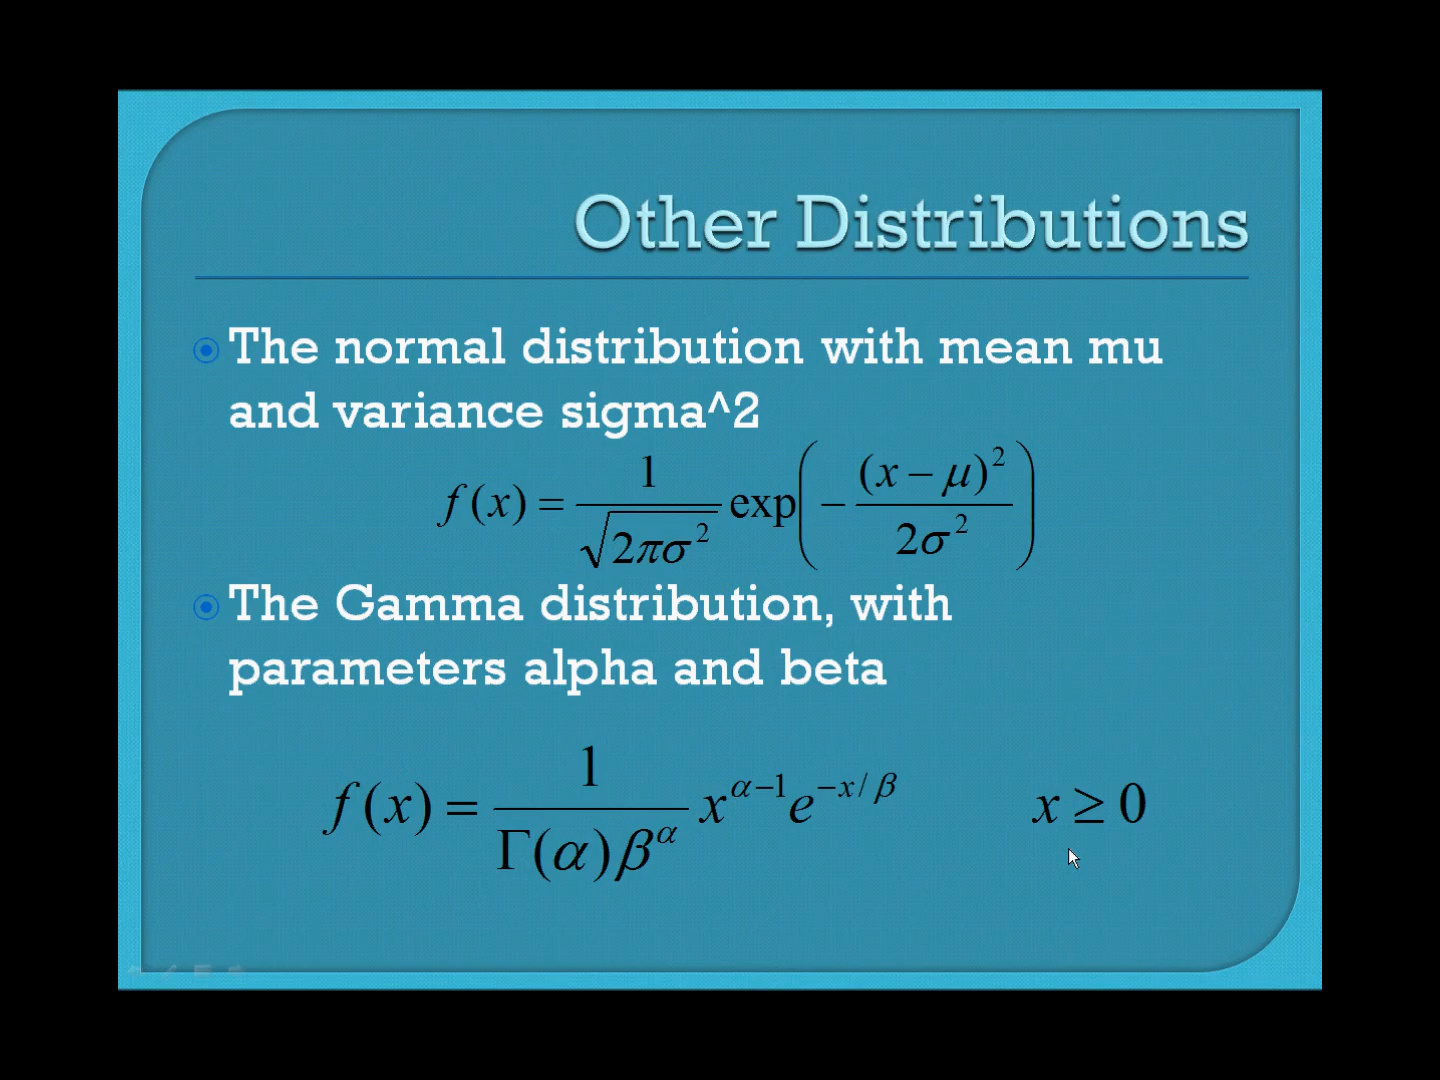 Other Distributions
The normal distribution with mean mu
and variance sigma^2
f(x) = 1/√(2πσ²) exp(−(x−μ)²/2σ²)
The Gamma distribution, with
parameters alpha and beta
f(x) = 1/(Γ(α)β^α) x^(α−1) e^(−x/β)    x ≥ 0